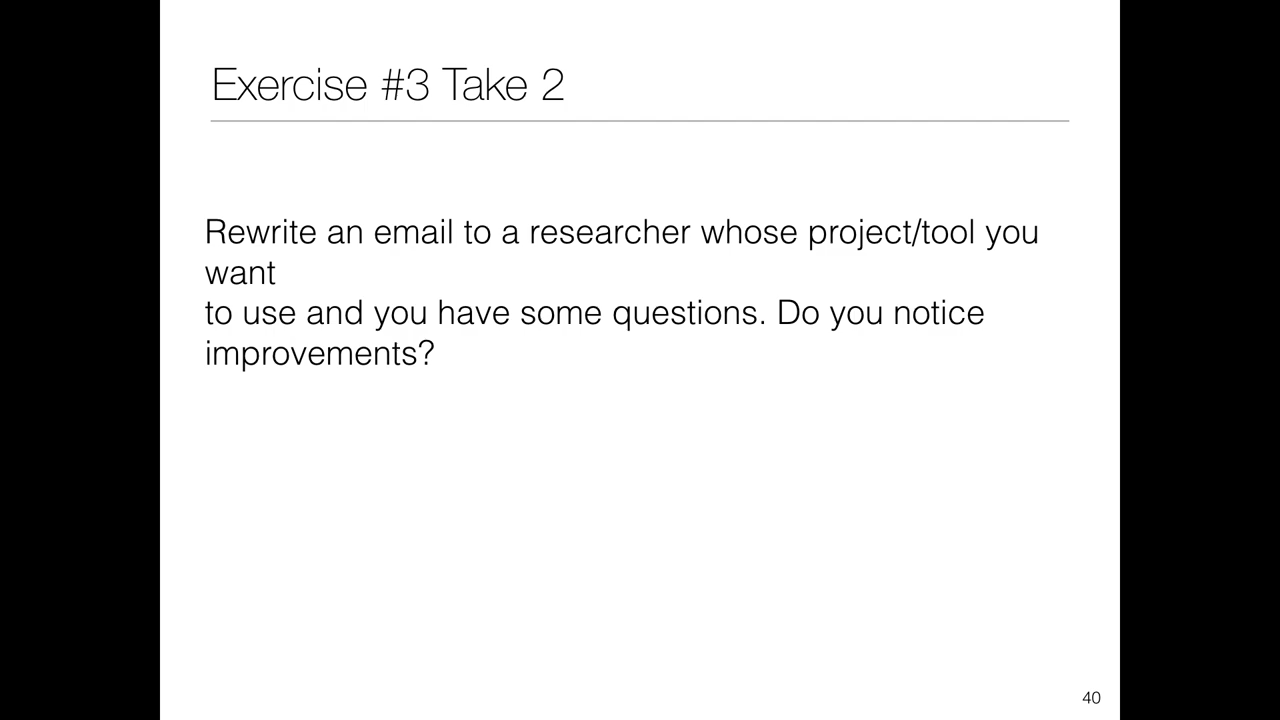 Exercise #3 Take 2
Rewrite an email to a researcher whose project/tool you
want
to use and you have some questions. Do you notice
improvements?
40